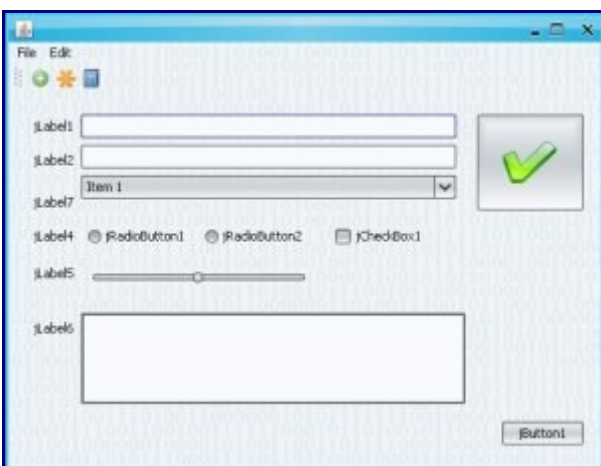 File Edit
jLabel1
jLabel2
Item 1
jLabel7
jLabel4 jRadioButton1 jRadioButton2 jCheckBox1
jLabel5
jLabel6
jButton1